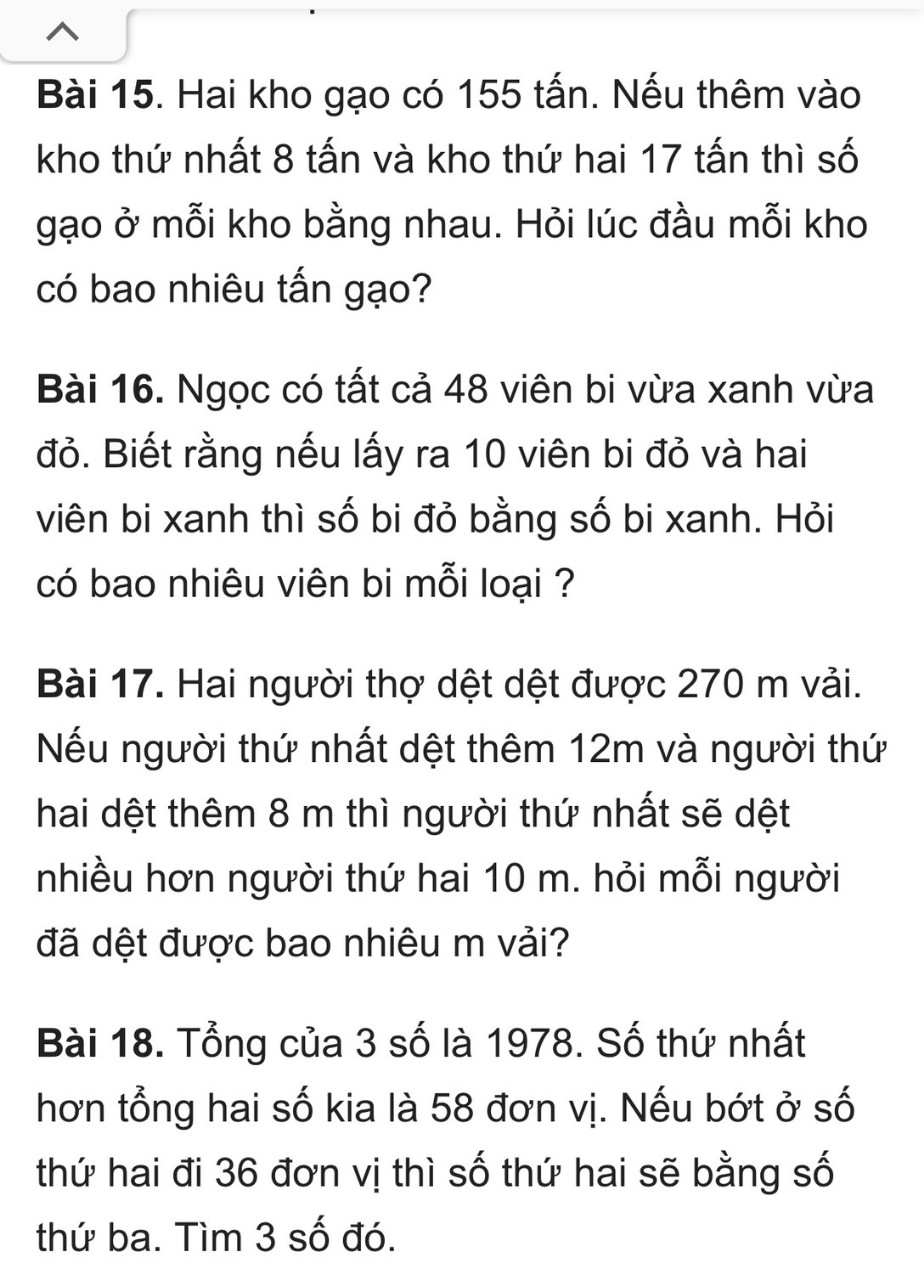 Bài 15. Hai kho gạo có 155 tấn. Nếu thêm vào
kho thứ nhất 8 tấn và kho thứ hai 17 tấn thì số
gạo ở mỗi kho bằng nhau. Hỏi lúc đầu mỗi kho
có bao nhiêu tấn gạo?
Bài 16. Ngọc có tất cả 48 viên bi vừa xanh vừa
đỏ. Biết rằng nếu lấy ra 10 viên bi đỏ và hai
viên bi xanh thì số bi đỏ bằng số bi xanh. Hỏi
có bao nhiêu viên bi mỗi loại ?
Bài 17. Hai người thợ dệt dệt được 270 m vải.
Nếu người thứ nhất dệt thêm 12m và người thứ
hai dệt thêm 8 m thì người thứ nhất sẽ dệt
nhiều hơn người thứ hai 10 m. hỏi mỗi người
đã dệt được bao nhiêu m vải?
Bài 18. Tổng của 3 số là 1978. Số thứ nhất
hơn tổng hai số kia là 58 đơn vị. Nếu bớt ở số
thứ hai đi 36 đơn vị thì số thứ hai sẽ bằng số
thứ ba. Tìm 3 số đó.